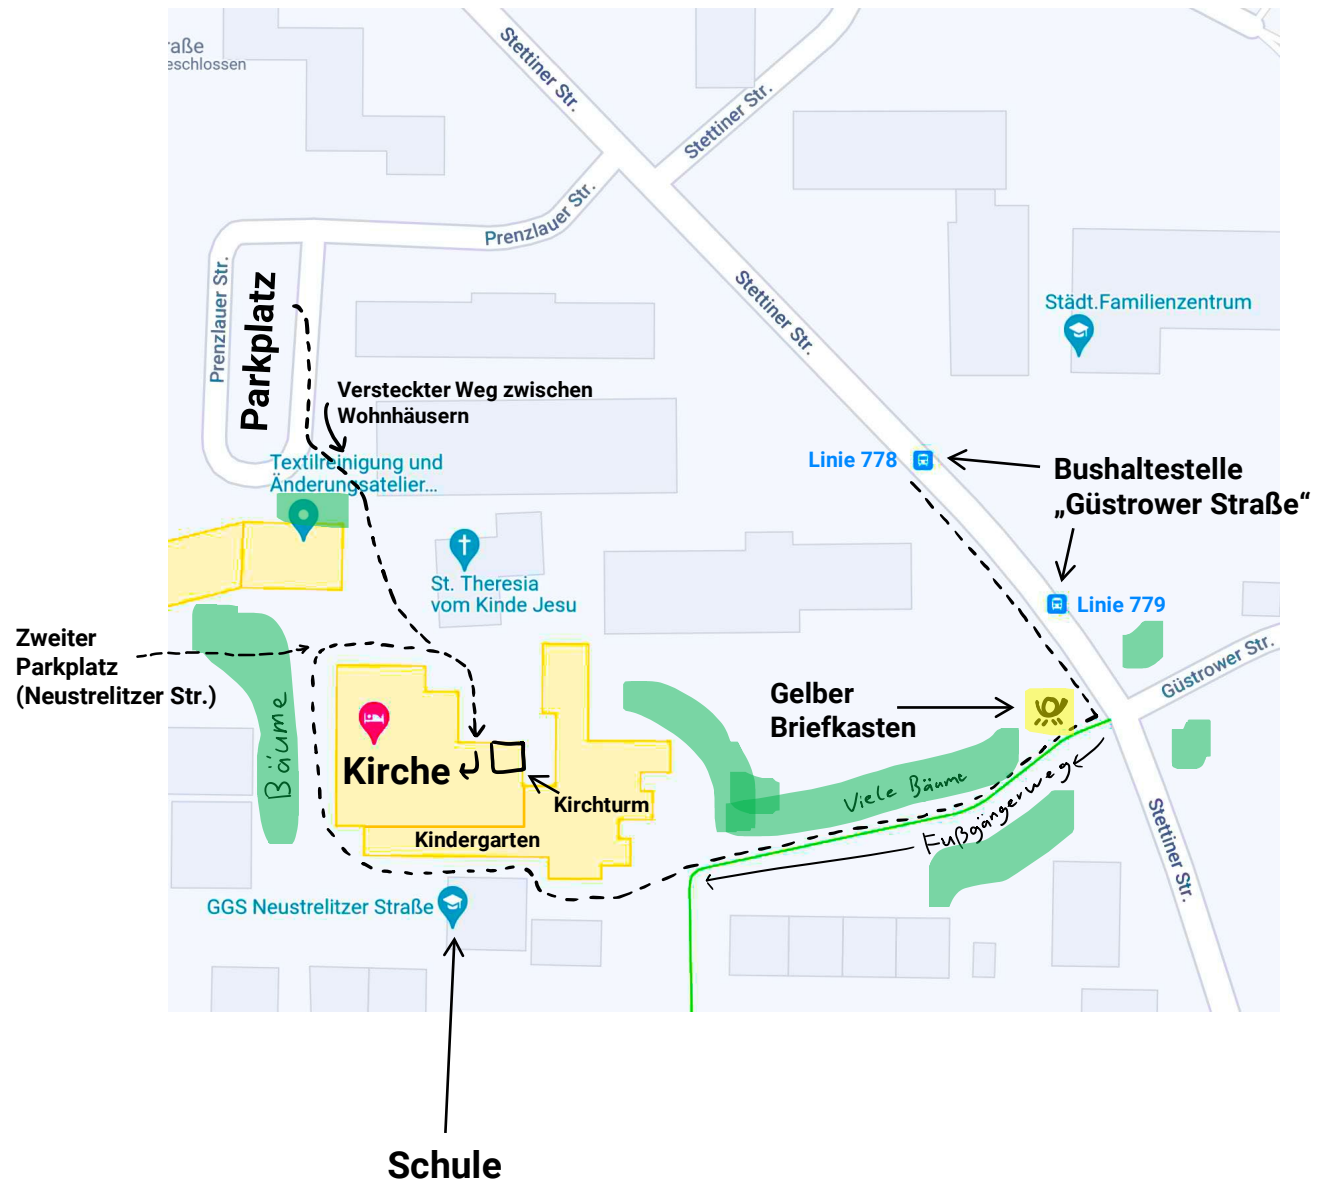 raße
eschlossen
Stettiner Str.
Stettiner Str.
Prenzlauer Str.
Prenzlauer Str.
Parkplatz
Stettiner Str.
Städt.Familienzentrum
Versteckter Weg zwischen
Wohnhäusern
Textilreinigung und
Änderungsatelier...
Linie 778
Bushaltestelle
„Güstrower Straße“
St. Theresia
vom Kinde Jesu
Linie 779
Zweiter
Parkplatz
(Neustrelitzer Str.)
Güstrower Str.
Gelber
Briefkasten
Bäume
Kirche
Kirchturm
Viele Bäume
Fußgängerweg
Kindergarten
Stettiner Str.
GGS Neustrelitzer Straße
Schule